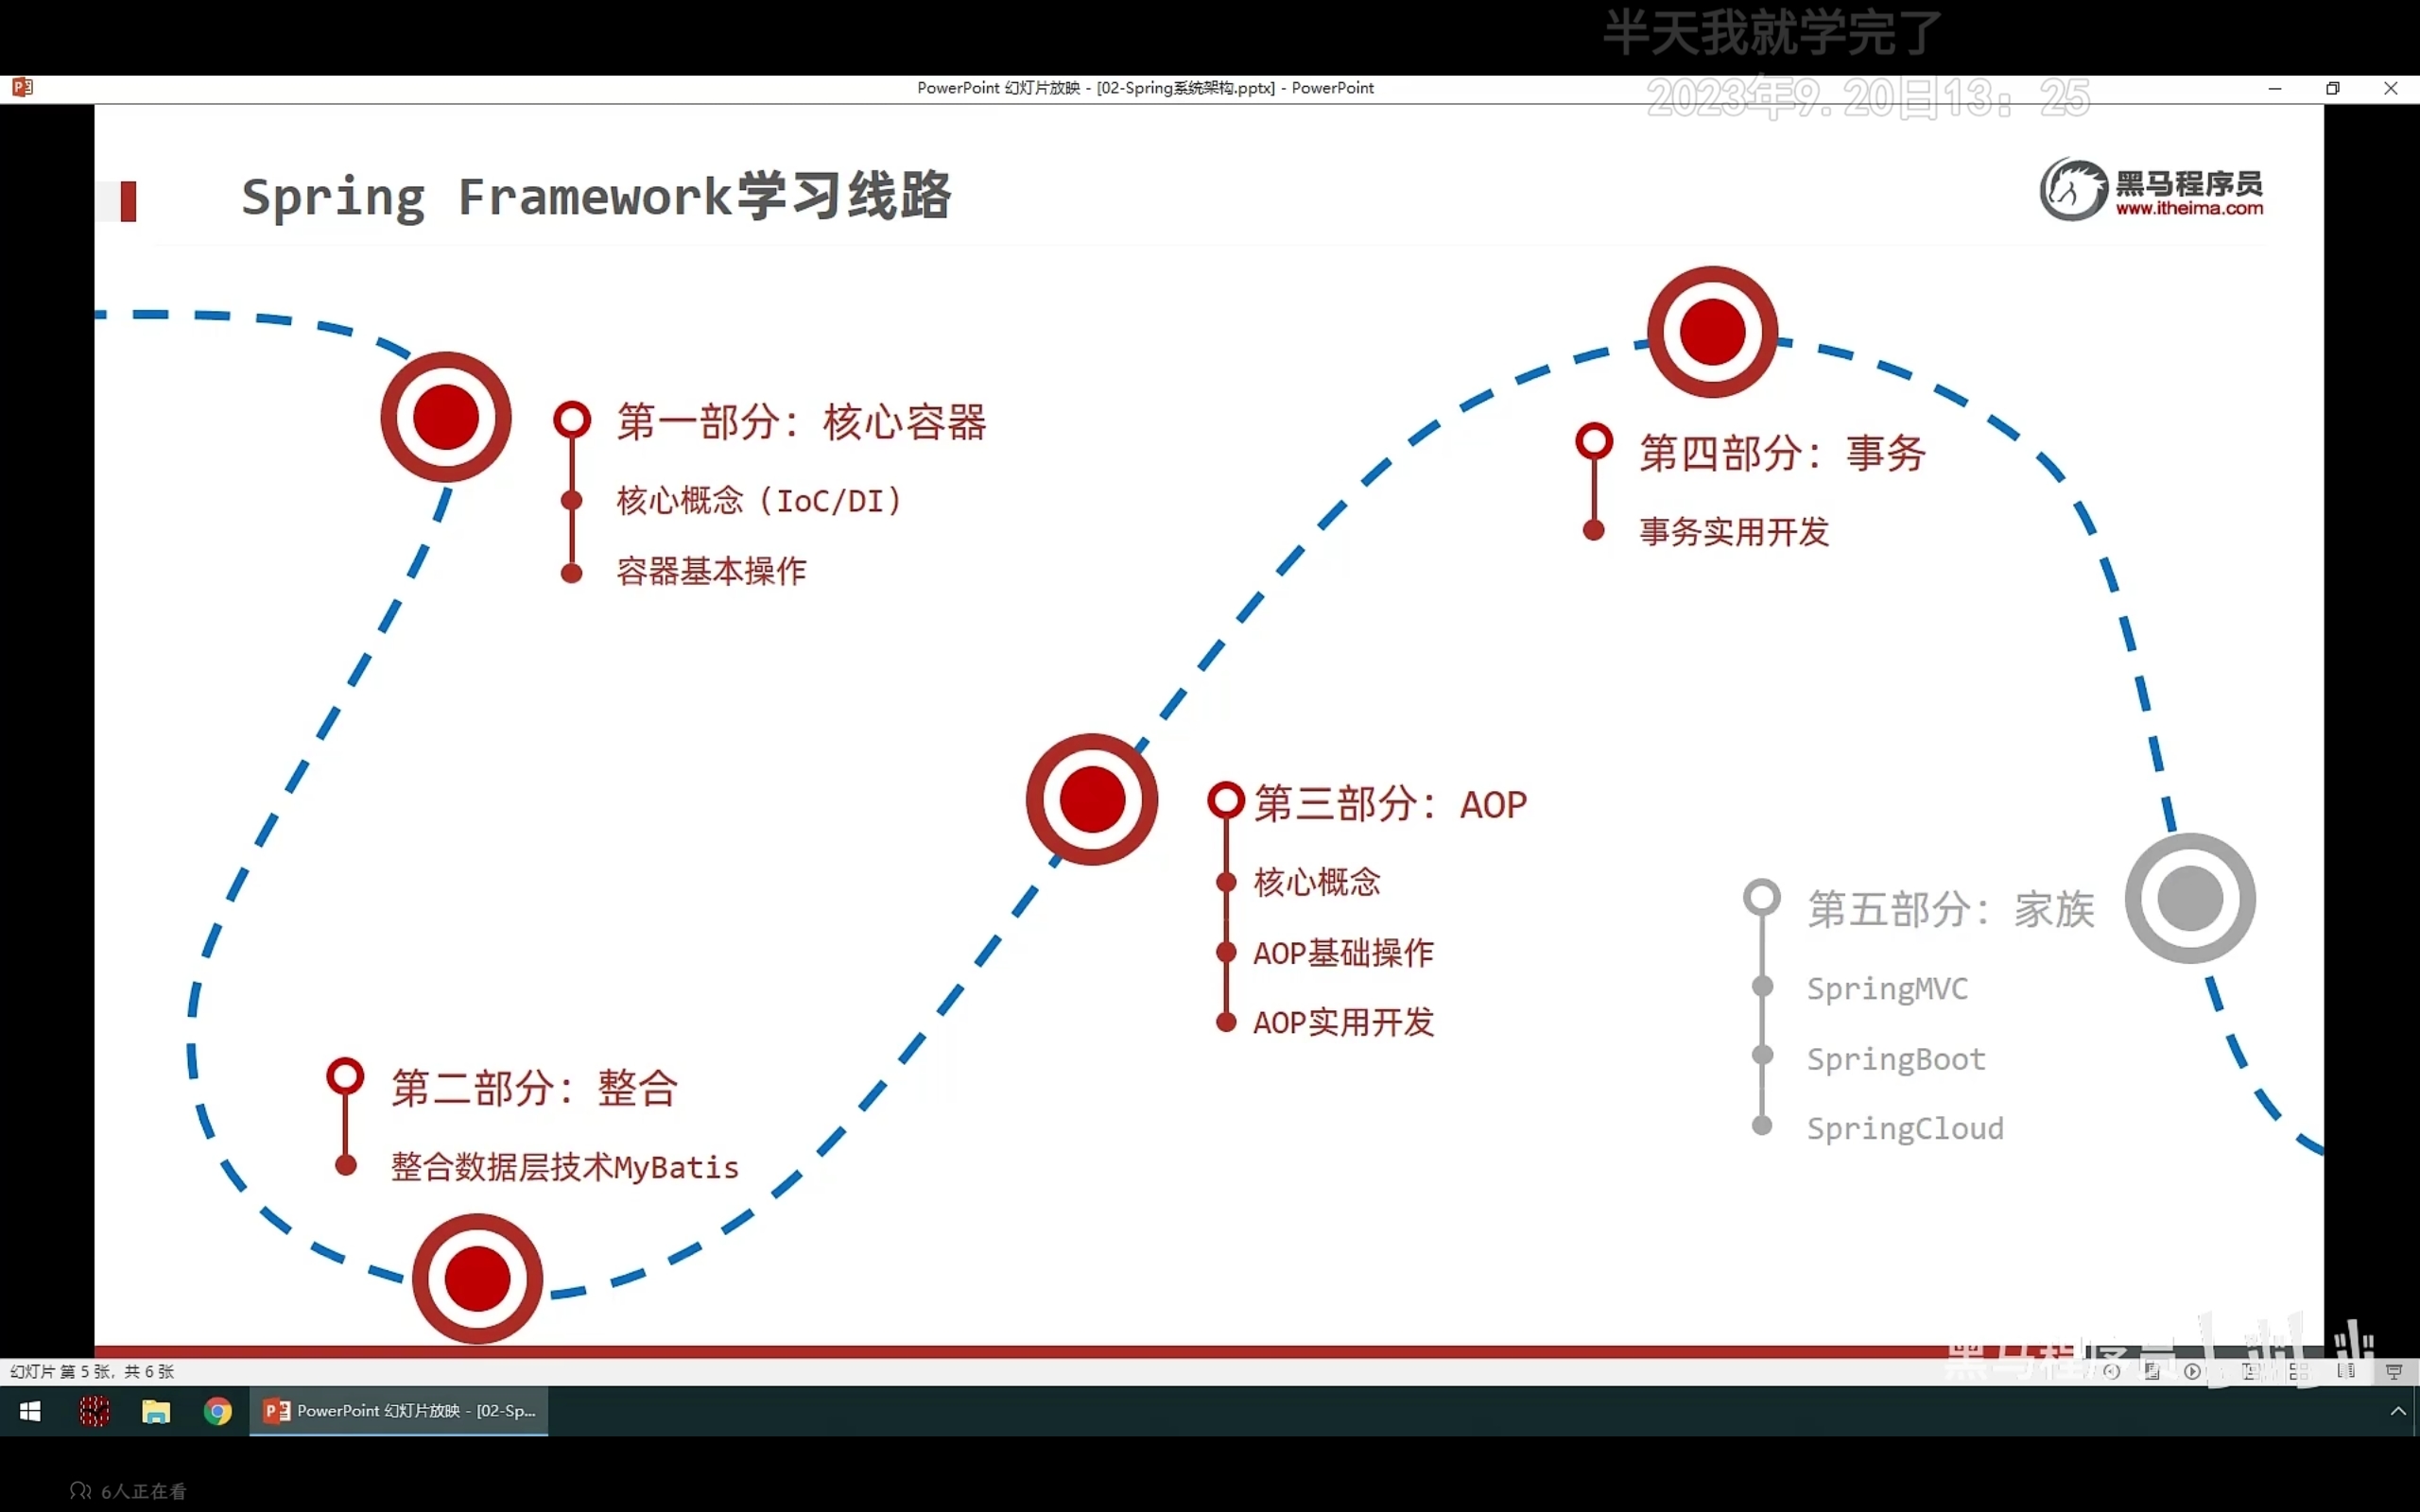 半天我就学完了
PowerPoint 幻灯片放映 - [02-Spring系统架构.pptx] - PowerPoint
2023年9.20日13：25
Spring Framework学习线路
黑马程序员
www.itheima.com
第一部分：核心容器
核心概念（IoC/DI）
容器基本操作
第四部分：事务
事务实用开发
第三部分：AOP
核心概念
AOP基础操作
AOP实用开发
第五部分：家族
SpringMVC
SpringBoot
SpringCloud
第二部分：整合
整合数据层技术MyBatis
黑马程序员
幻灯片 第 5 张，共 6 张
PowerPoint 幻灯片放映 - [02-Sp...
6人正在看